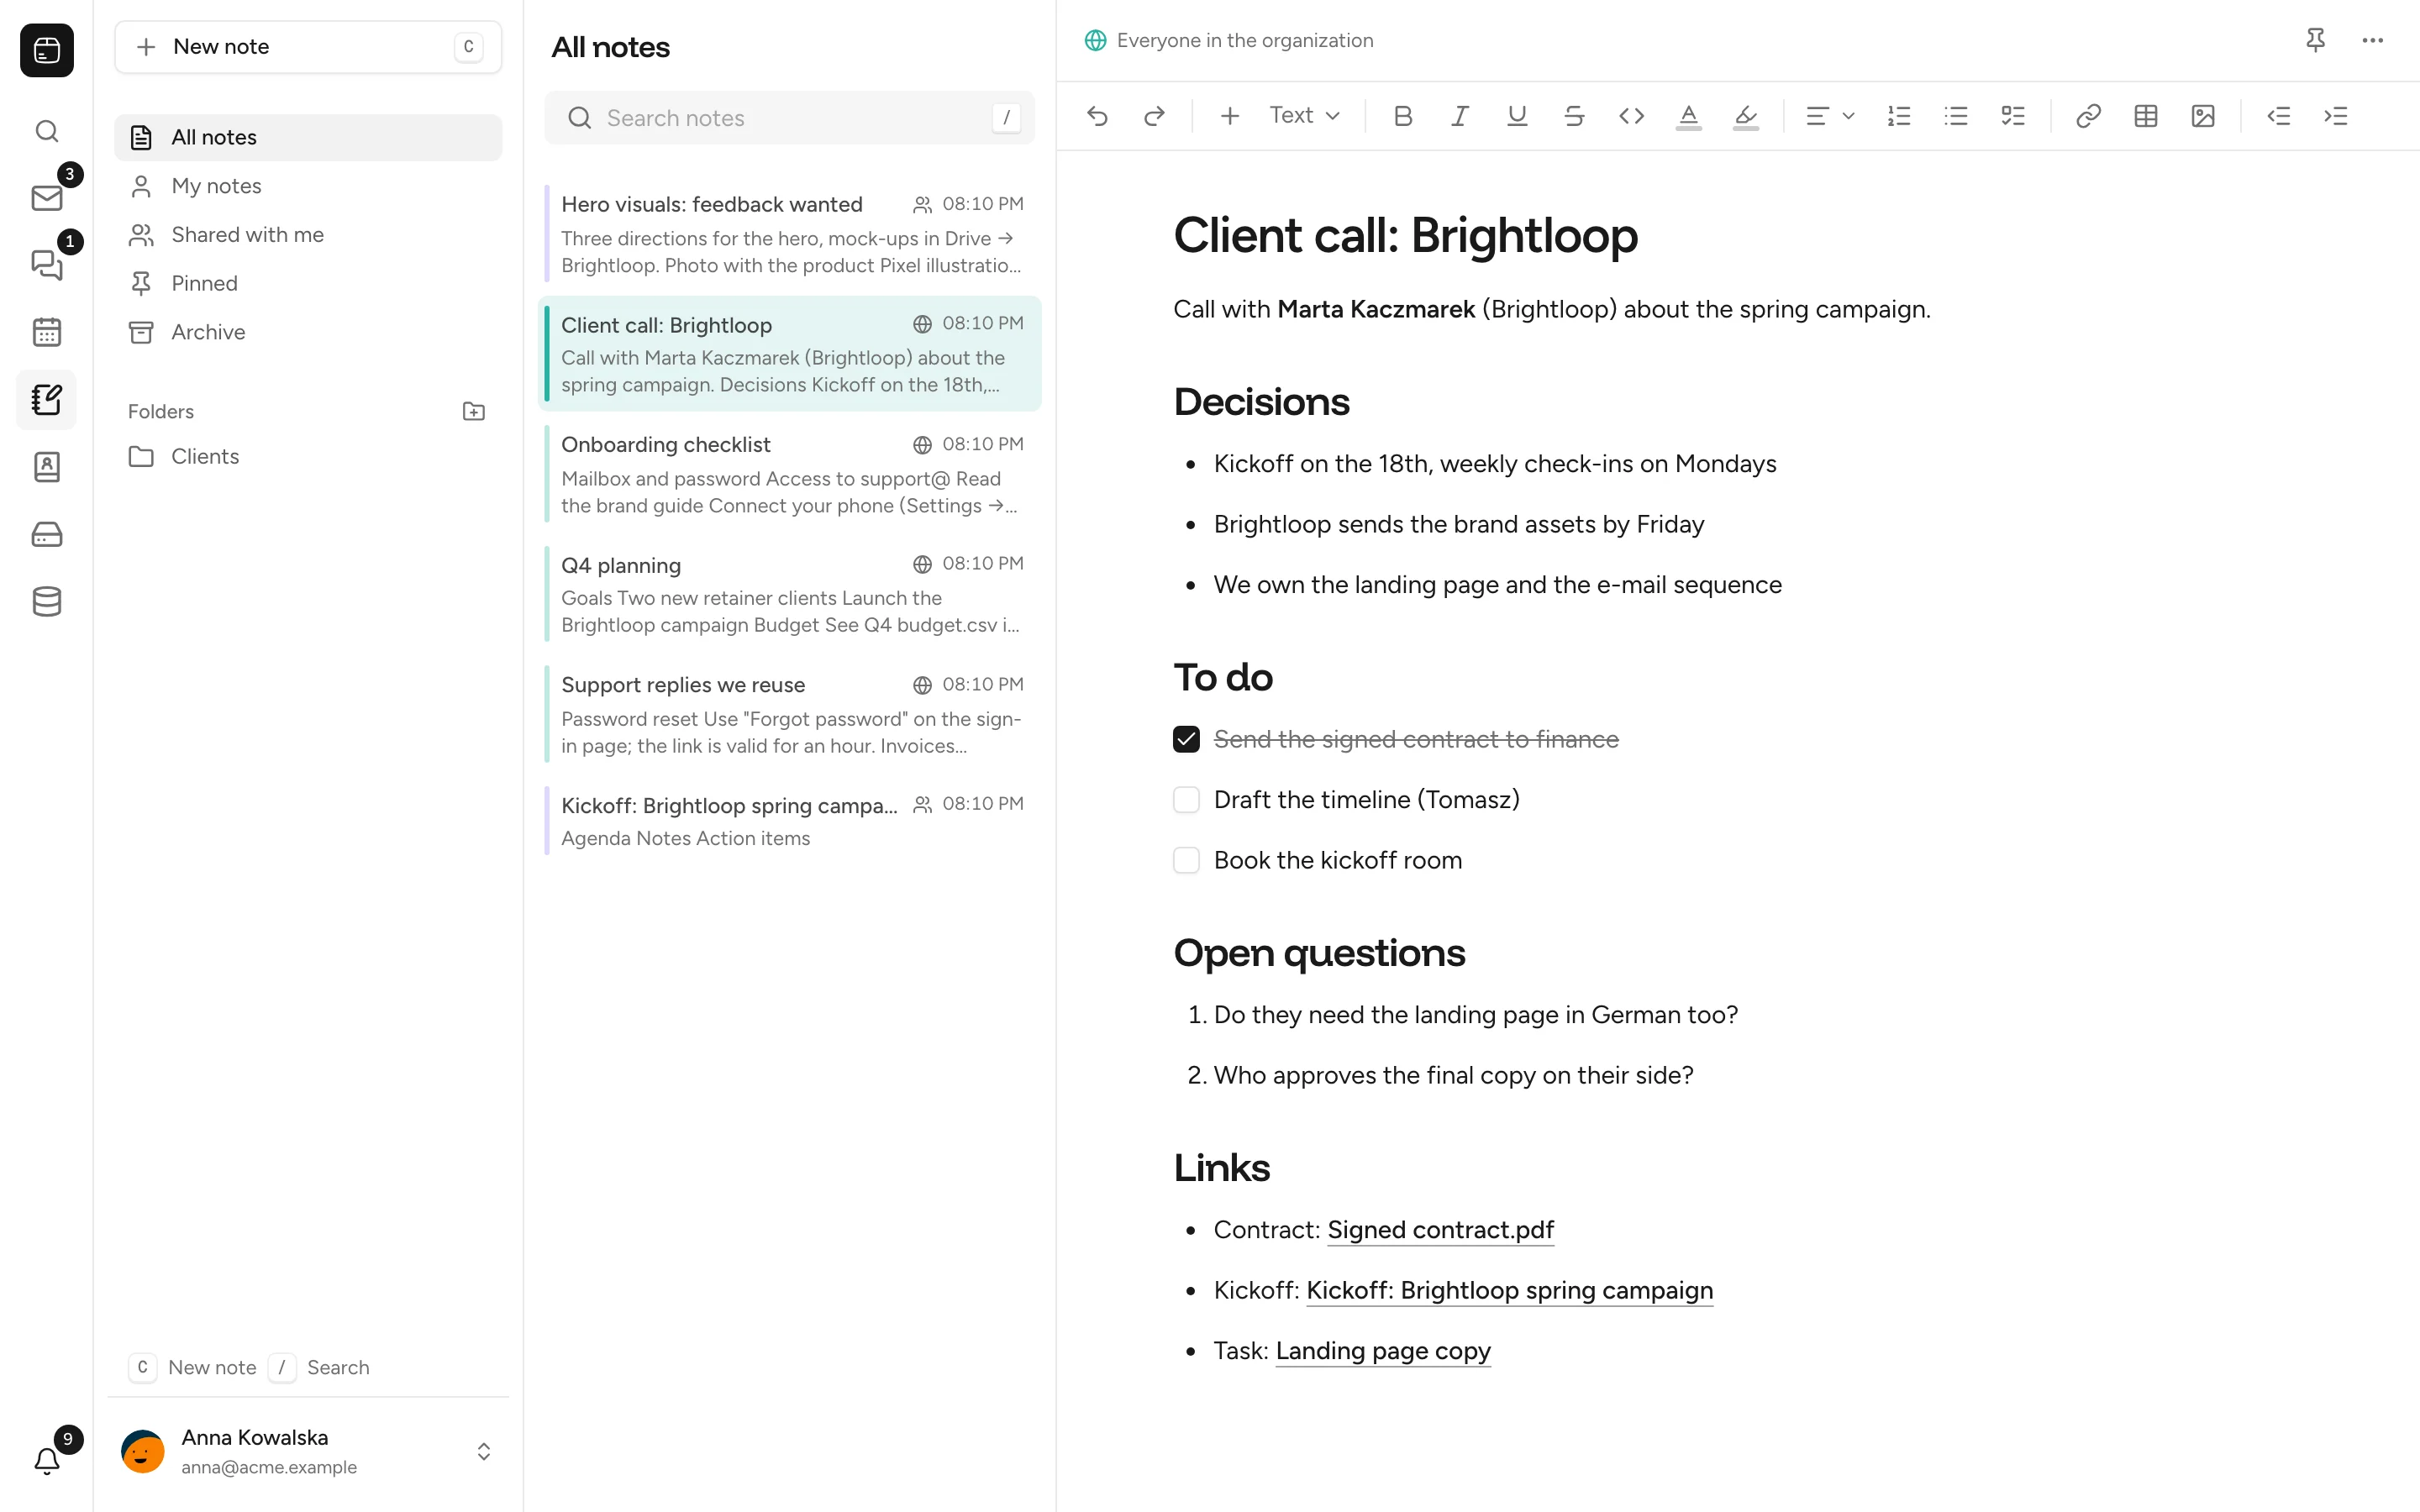 New note C
All notes
My notes
Shared with me
Pinned
Archive
Folders
Clients
3
1
C New note / Search
9
Anna Kowalska
anna@acme.example
All notes
Search notes /
Hero visuals: feedback wanted 08:10 PM
Three directions for the hero, mock-ups in Drive →
Brightloop. Photo with the product Pixel illustratio...
Client call: Brightloop 08:10 PM
Call with Marta Kaczmarek (Brightloop) about the
spring campaign. Decisions Kickoff on the 18th,...
Onboarding checklist 08:10 PM
Mailbox and password Access to support@ Read
the brand guide Connect your phone (Settings →...
Q4 planning 08:10 PM
Goals Two new retainer clients Launch the
Brightloop campaign Budget See Q4 budget.csv i...
Support replies we reuse 08:10 PM
Password reset Use "Forgot password" on the sign-
in page; the link is valid for an hour. Invoices...
Kickoff: Brightloop spring campa... 08:10 PM
Agenda Notes Action items
Everyone in the organization
Text
Client call: Brightloop
Call with Marta Kaczmarek (Brightloop) about the spring campaign.
Decisions
• Kickoff on the 18th, weekly check-ins on Mondays
• Brightloop sends the brand assets by Friday
• We own the landing page and the e-mail sequence
To do
Send the signed contract to finance
Draft the timeline (Tomasz)
Book the kickoff room
Open questions
1. Do they need the landing page in German too?
2. Who approves the final copy on their side?
Links
• Contract: Signed contract.pdf
• Kickoff: Kickoff: Brightloop spring campaign
• Task: Landing page copy